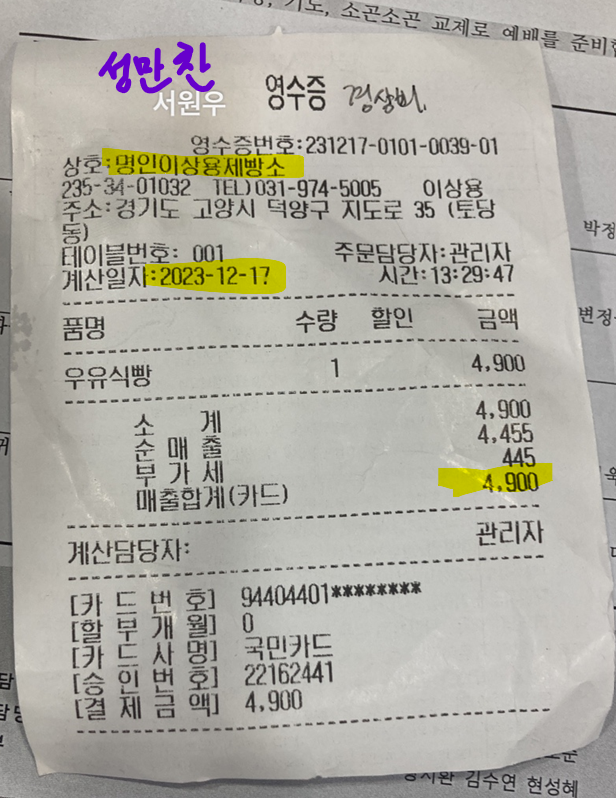 기도, 소곤소곤 교제로 예배를 준비합
성만찬
서원우
영수증 경상비.
영수증번호:231217-0101-0039-01
상호:명인이상용제빵소
235-34-01032 TEL)031-974-5005 이상용
주소:경기도 고양시 덕양구 지도로 35 (토당
동)
테이블번호: 001 주문담당자:관리자
계산일자:2023-12-17 시간:13:29:47
박정
변정
품명 수량 할인 금액
우유식빵 1 4,900
소 계 4,900
순 매 출 4,455
부 가 세 445
매출합계(카드) 4,900
계산담당자: 관리자
[카 드 번 호] 94404401********
[할 부 개 월] 0
[카 드 사 명] 국민카드
[승 인 번 호] 22162441
[결 제 금 액] 4,900
김수연 현성혜